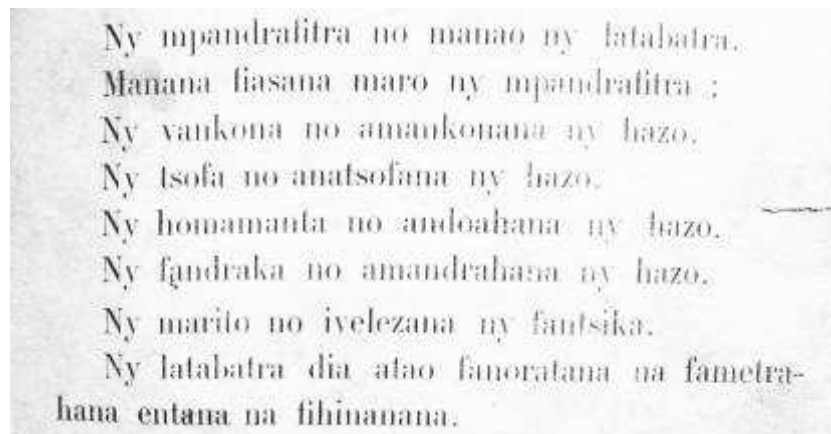 Ny mpandrafitra no manao ny latabatra.
Manana fiasana maro ny mpandrafitra ;
Ny vankona no amankonana ny hazo.
Ny tsofa no anatsofana ny hazo.
Ny homamanta no andoahana ny hazo.
Ny fandraka no amandrahana ny hazo.
Ny marito no ivelezana ny fantsika.
Ny latabatra dia atao fanoratana na fametra-
hana entana na fihinanana.